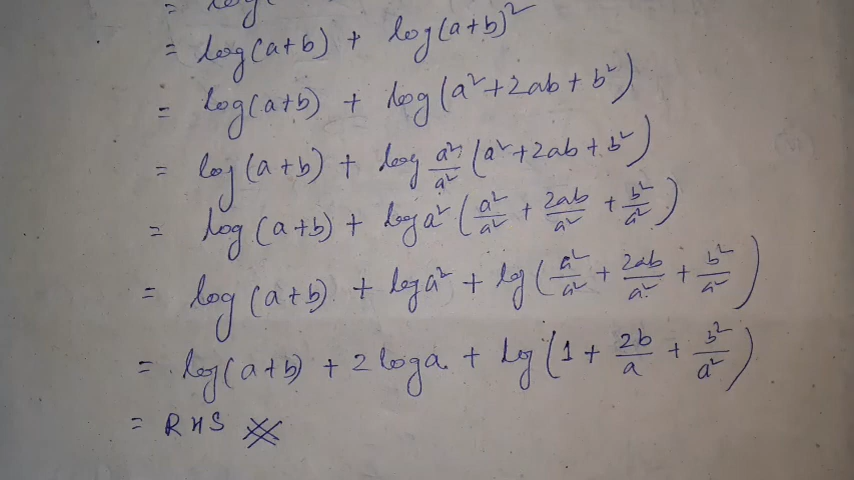 = log(
= log(a+b) + log(a+b)²
= log(a+b) + log(a²+2ab+b²)
= log(a+b) + log a²/a² (a²+2ab+b²)
= log(a+b) + log a² (a²/a² + 2ab/a² + b²/a²)
= log(a+b) + log a² + log(a²/a² + 2ab/a² + b²/a²)
= log(a+b) + 2 log a + log(1 + 2b/a + b²/a²)
= RHS